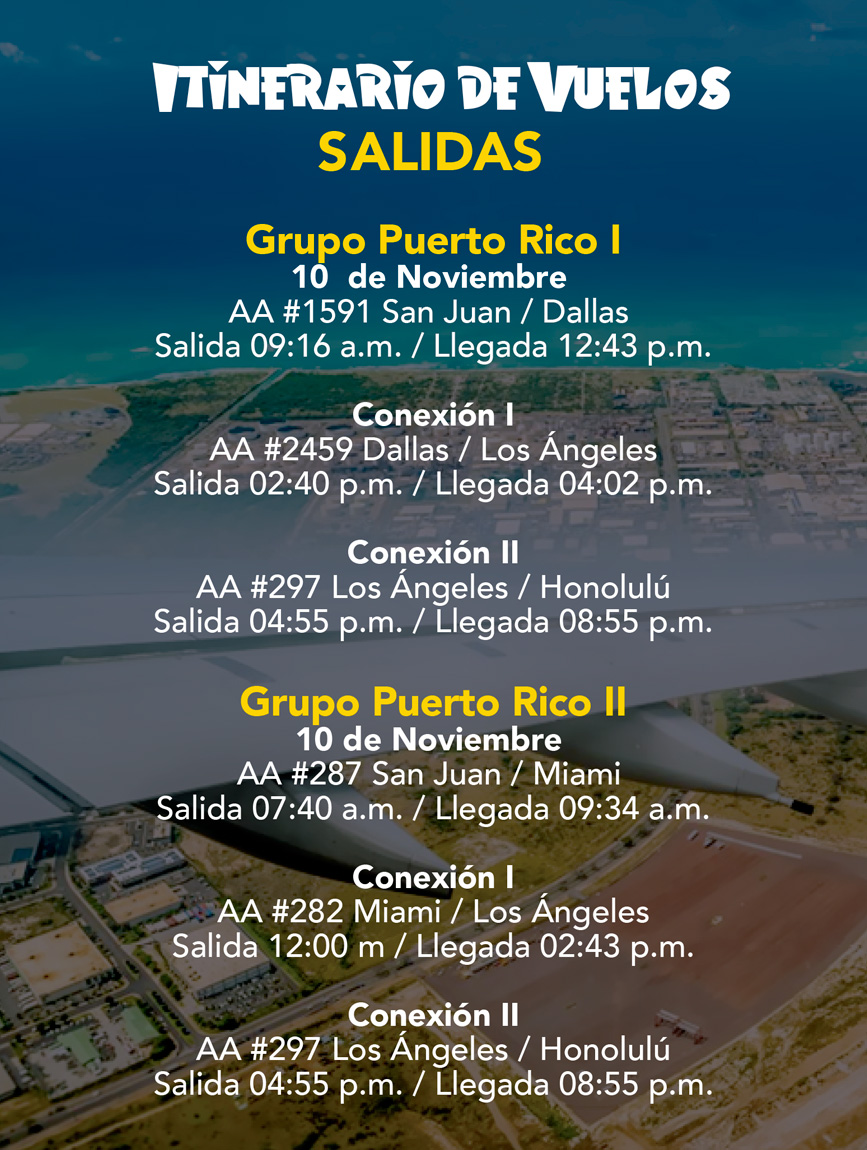 Itinerario de Vuelos
SALIDAS
Grupo Puerto Rico I
10 de Noviembre
AA #1591 San Juan / Dallas
Salida 09:16 a.m. / Llegada 12:43 p.m.
Conexión I
AA #2459 Dallas / Los Ángeles
Salida 02:40 p.m. / Llegada 04:02 p.m.
Conexión II
AA #297 Los Ángeles / Honolulú
Salida 04:55 p.m. / Llegada 08:55 p.m.
Grupo Puerto Rico II
10 de Noviembre
AA #287 San Juan / Miami
Salida 07:40 a.m. / Llegada 09:34 a.m.
Conexión I
AA #282 Miami / Los Ángeles
Salida 12:00 m / Llegada 02:43 p.m.
Conexión II
AA #297 Los Ángeles / Honolulú
Salida 04:55 p.m. / Llegada 08:55 p.m.